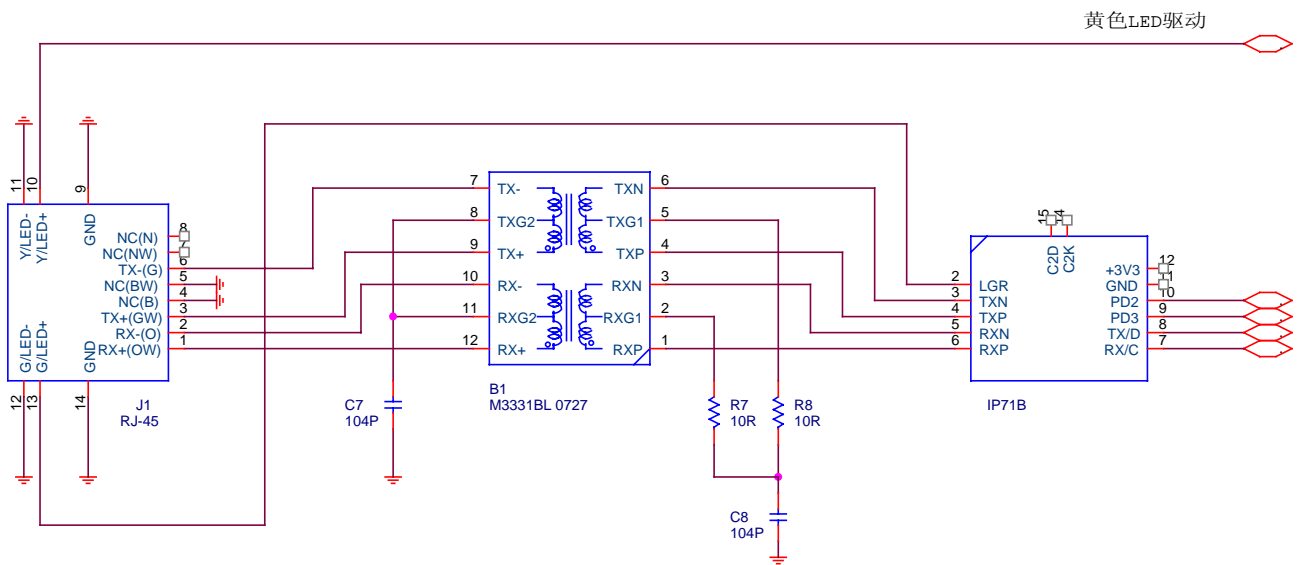 黄色LED驱动
11
10
9
Y/LED-
Y/LED+
GND
NC(N) 8
NC(NW) 7
TX-(G) 6
NC(BW) 5
NC(B) 4
TX+(GW) 3
RX-(O) 2
RX+(OW) 1
G/LED-
G/LED+
GND
12
13
14
J1
RJ-45
7 TX- TXN 6
8 TXG2 TXG1 5
9 TX+ TXP 4
10 RX- RXN 3
11 RXG2 RXG1 2
12 RX+ RXP 1
B1
M3331BL 0727
C7
104P
R7
10R
R8
10R
C8
104P
15
14
C2D
C2K
+3V3 12
2 LGR GND 11
3 TXN PD2 10
4 TXP PD3 9
5 RXN TX/D 8
6 RXP RX/C 7
IP71B